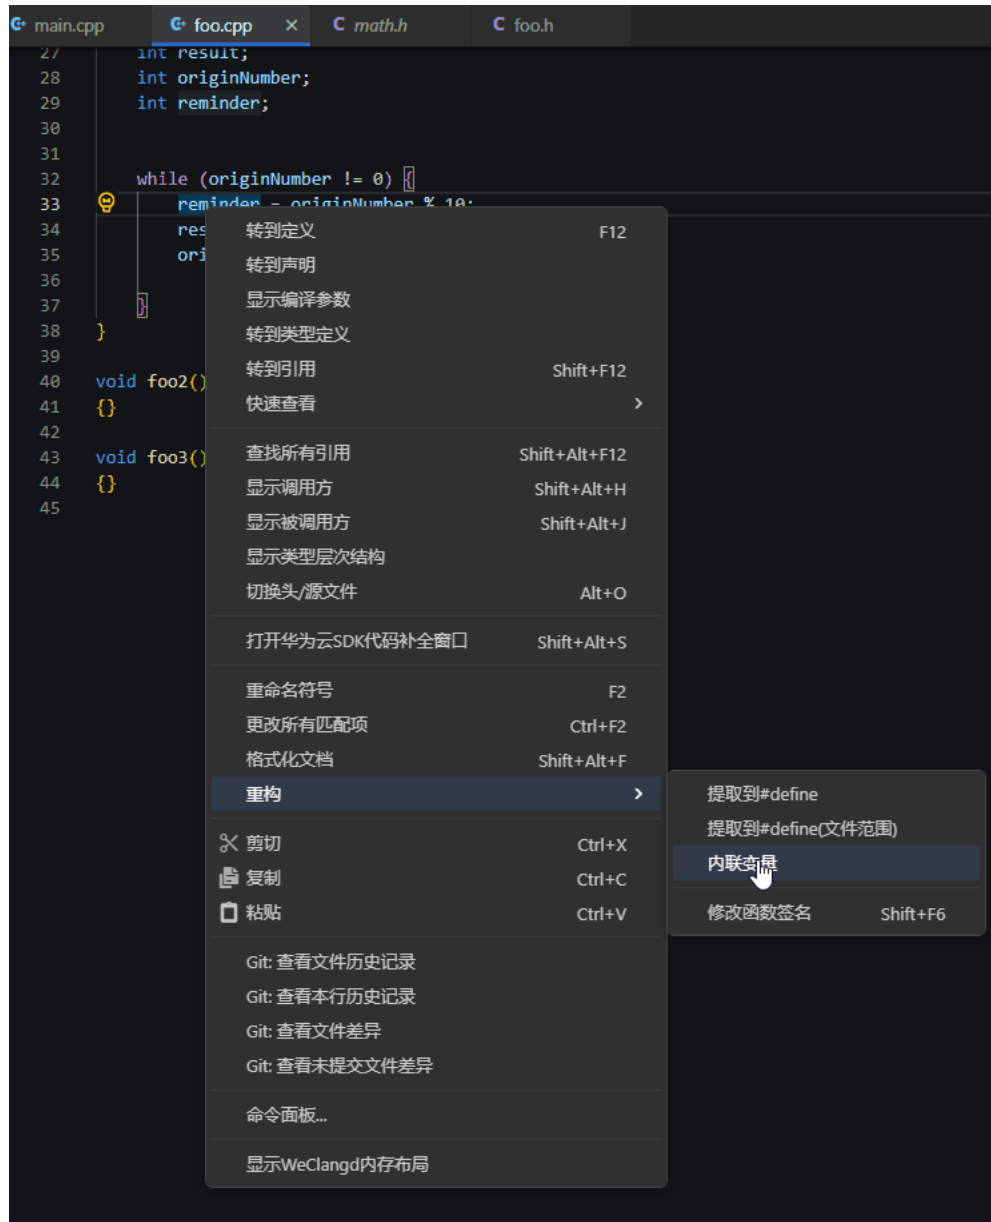 main.cpp foo.cpp × math.h foo.h
27 int result;
28 int originNumber;
29 int reminder;
30
31
32 while (originNumber != 0) {
33 reminder = originNumber % 10;
34 res
35 ori
36
37 }
38 }
39
40 void foo2()
41 {}
42
43 void foo3()
44 {}
45
转到定义 F12
转到声明
显示编译参数
转到类型定义
转到引用 Shift+F12
快速查看
查找所有引用 Shift+Alt+F12
显示调用方 Shift+Alt+H
显示被调用方 Shift+Alt+J
显示类型层次结构
切换头/源文件 Alt+O
打开华为云SDK代码补全窗口 Shift+Alt+S
重命名符号 F2
更改所有匹配项 Ctrl+F2
格式化文档 Shift+Alt+F
重构
剪切 Ctrl+X
复制 Ctrl+C
粘贴 Ctrl+V
Git: 查看文件历史记录
Git: 查看本行历史记录
Git: 查看文件差异
Git: 查看未提交文件差异
命令面板...
显示WeClangd内存布局
提取到#define
提取到#define(文件范围)
内联变量
修改函数签名 Shift+F6